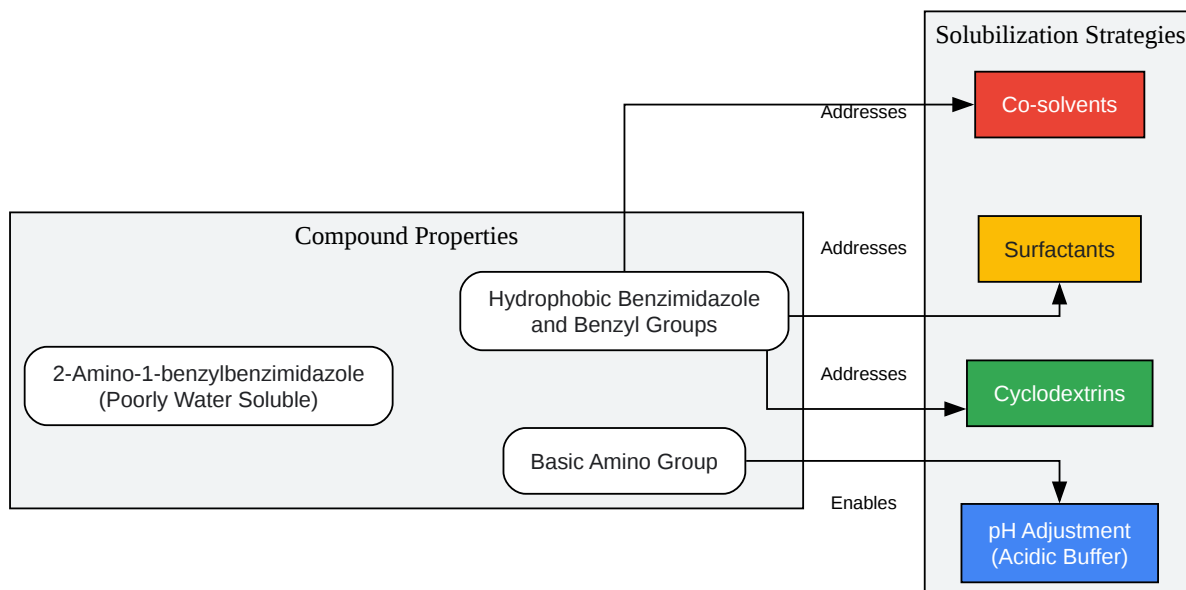 Solubilization Strategies
Co-solvents
Addresses
Compound Properties
Addresses
Surfactants
Hydrophobic Benzimidazole
and Benzyl Groups
2-Amino-1-benzylbenzimidazole
(Poorly Water Soluble)
Addresses
Cyclodextrins
Basic Amino Group
Enables
pH Adjustment
(Acidic Buffer)